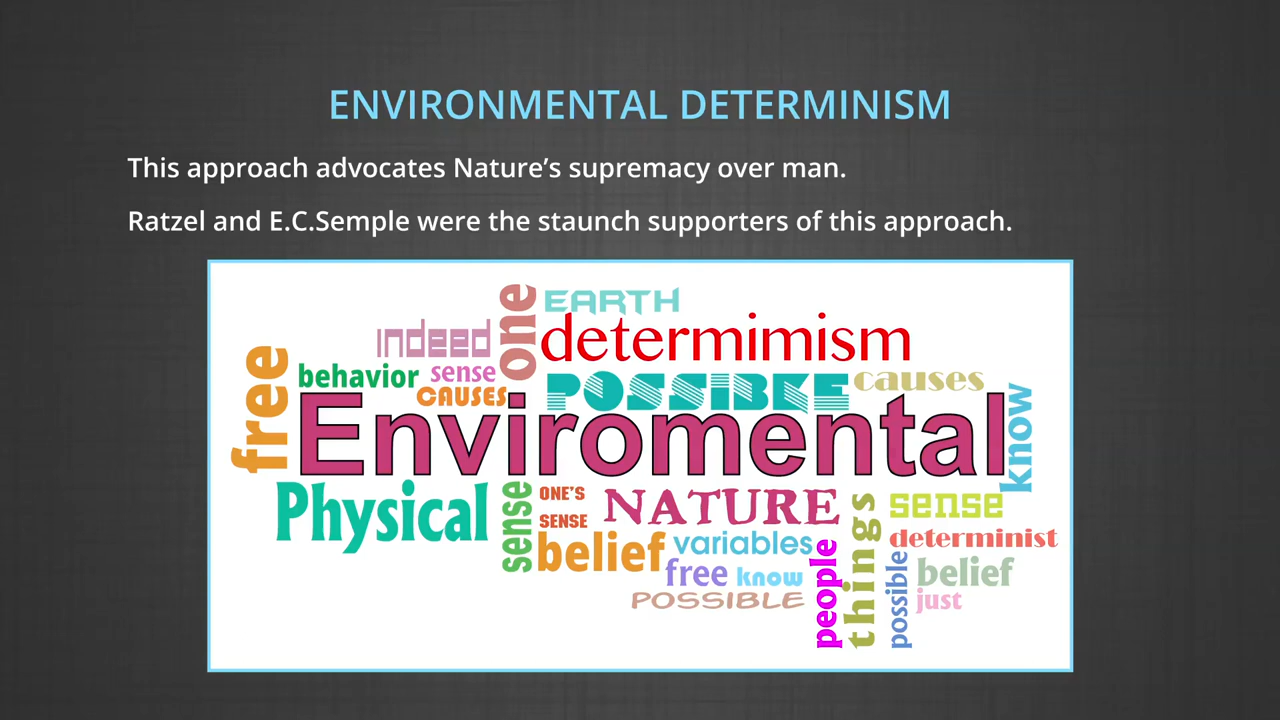 ENVIRONMENTAL DETERMINISM
This approach advocates Nature’s supremacy over man.
Ratzel and E.C.Semple were the staunch supporters of this approach.
EARTH
one
indeed
determimism
free
behavior
sense
CAUSES
POSSIBKE
causes
Enviromental
know
Physical
sense
ONE'S
SENSE
NATURE
things
sense
belief
variables
determinist
people
free
know
possible
belief
POSSIBLE
just